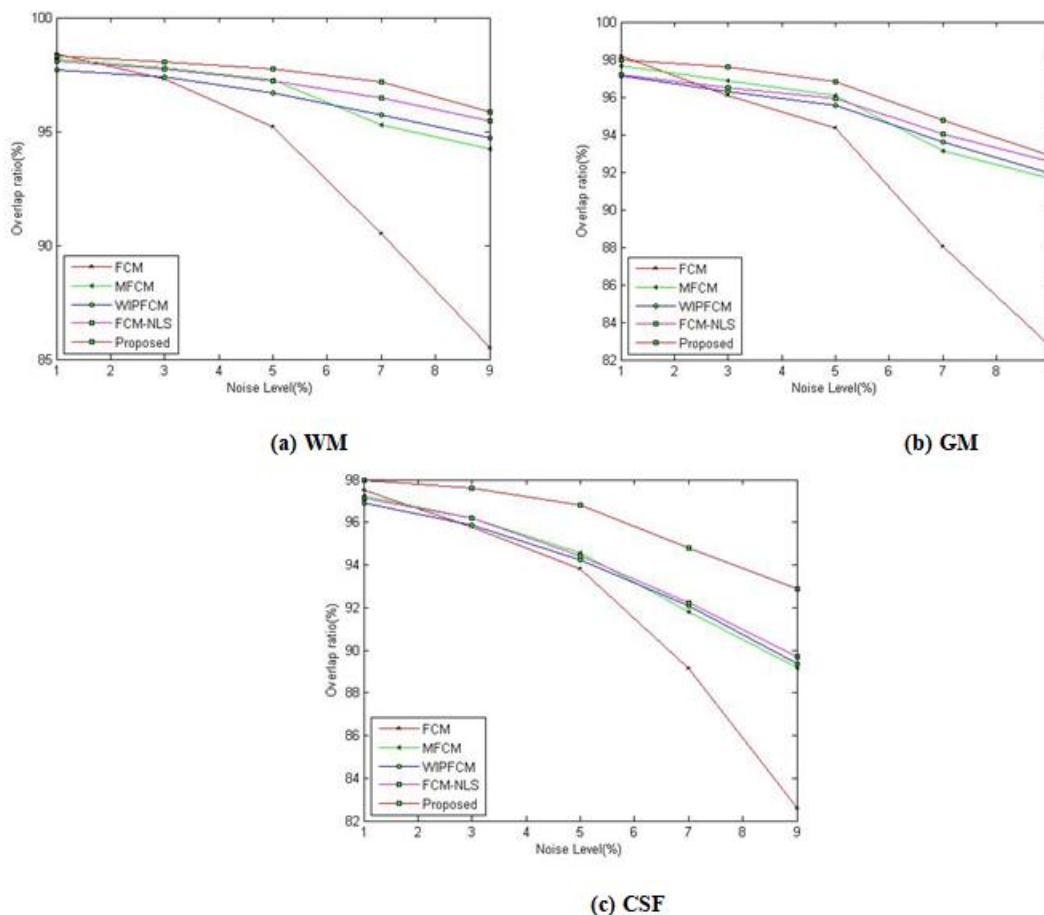 100
95
90
85
Overlap ratio(%)
FCM
MFCM
WIPFCM
FCM-NLS
Proposed
1 2 3 4 5 6 7 8 9
Noise Level(%)
(a) WM
100
98
96
94
92
90
88
86
84
82
Overlap ratio(%)
FCM
MFCM
WIPFCM
FCM-NLS
Proposed
1 2 3 4 5 6 7 8
Noise Level(%)
(b) GM
98
96
94
92
90
88
86
84
82
Overlap ratio(%)
FCM
MFCM
WIPFCM
FCM-NLS
Proposed
1 2 3 4 5 6 7 8 9
Noise Level(%)
(c) CSF